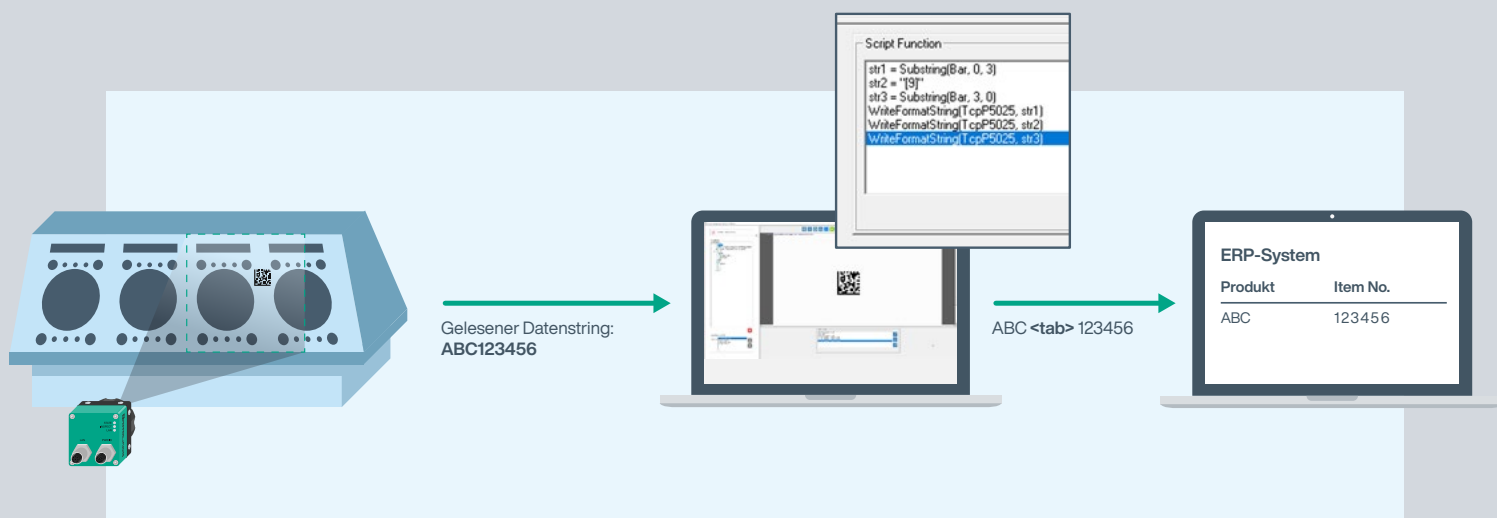 Script Function
str1 = Substring(Bar, 0, 3)
str2 = "[9]"
str3 = Substring(Bar, 3, 0)
WriteFormatString(TcpP5025, str1)
WriteFormatString(TcpP5025, str2)
WriteFormatString(TcpP5025, str3)
Gelesener Datenstring:
ABC123456
ABC <tab> 123456
ERP-System
Produkt Item No.
ABC 123456